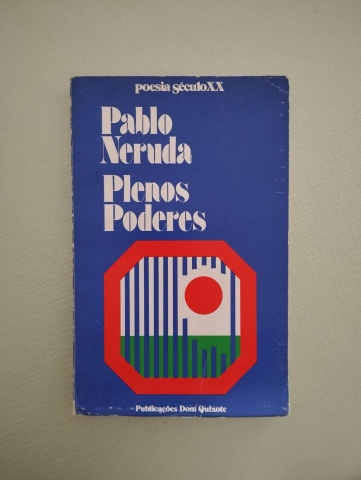 poesia séculoXX
Pablo
Neruda
Plenos
Poderes
Publicações Dom Quixote